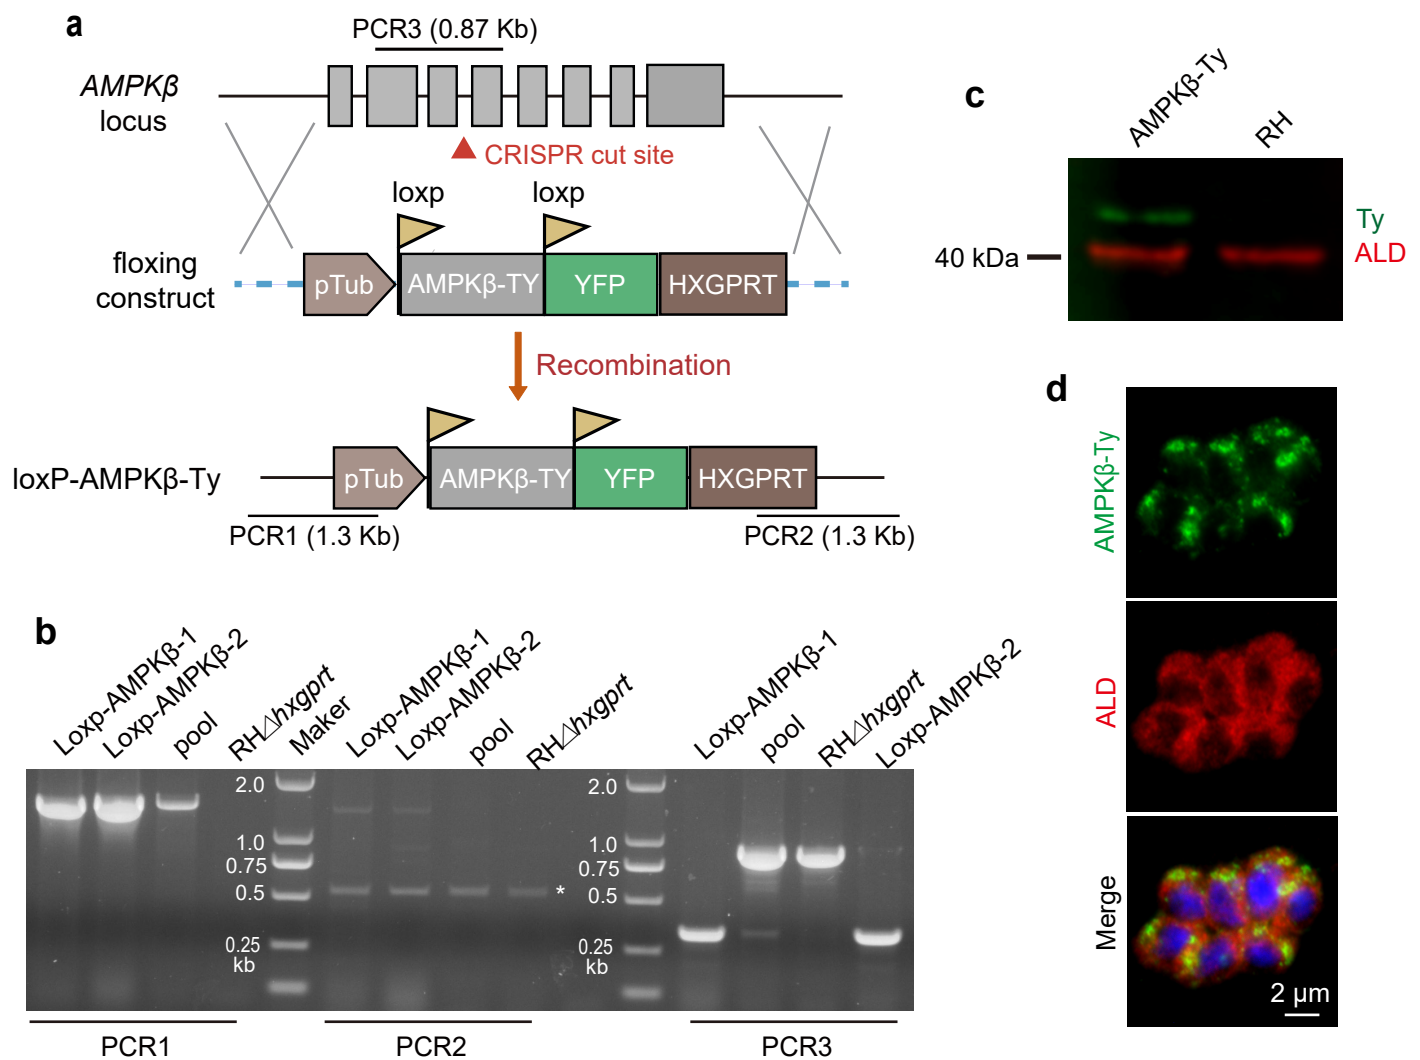 a
PCR3 (0.87 Kb)
AMPKβ
locus
CRISPR cut site
loxp
loxp
floxing
construct
pTub
AMPKβ-TY
YFP
HXGPRT
Recombination
loxP-AMPKβ-Ty
pTub
AMPKβ-TY
YFP
HXGPRT
PCR1 (1.3 Kb)
PCR2 (1.3 Kb)
b
Loxp-AMPKβ-1
Loxp-AMPKβ-2
pool
RH△hxgprt
Maker
Loxp-AMPKβ-1
Loxp-AMPKβ-2
pool
RH△hxgprt
Loxp-AMPKβ-1
pool
RH△hxgprt
Loxp-AMPKβ-2
2.0
1.0
0.75
0.5
0.25
kb
*
2.0
1.0
0.75
0.5
0.25
kb
PCR1
PCR2
PCR3
c
AMPKβ-Ty
RH
40 kDa
Ty
ALD
d
AMPKβ-Ty
ALD
Merge
2 μm